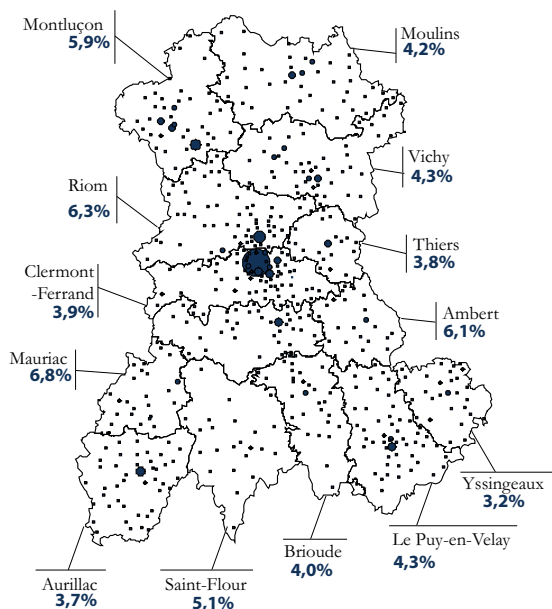 Montluçon
5,9%
Moulins
4,2%
Vichy
4,3%
Riom
6,3%
Thiers
3,8%
Clermont
-Ferrand
3,9%
Ambert
6,1%
Mauriac
6,8%
Yssingeaux
3,2%
Le Puy-en-Velay
4,3%
Brioude
4,0%
Aurillac
3,7%
Saint-Flour
5,1%